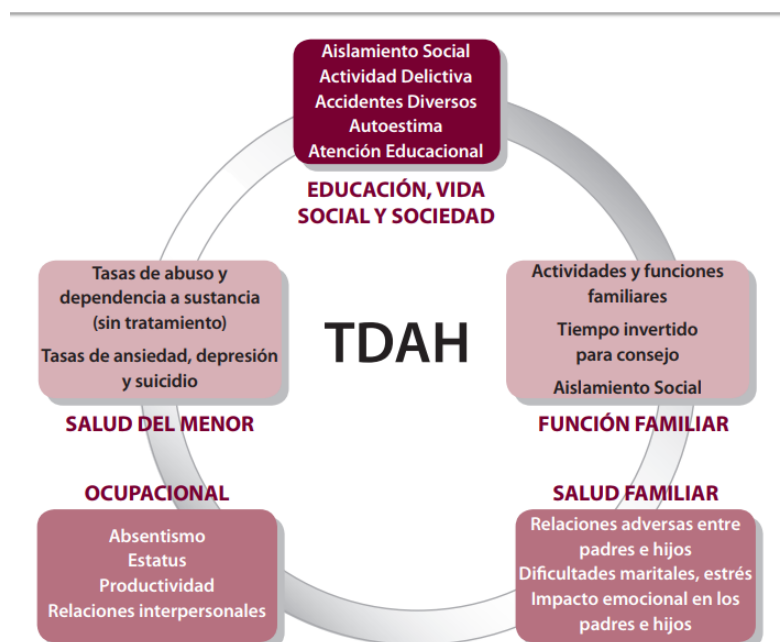 Aislamiento Social
Actividad Delictiva
Accidentes Diversos
Autoestima
Atención Educacional
EDUCACIÓN, VIDA
SOCIAL Y SOCIEDAD
Tasas de abuso y
dependencia a sustancia
(sin tratamiento)
Tasas de ansiedad, depresión
y suicidio
SALUD DEL MENOR
TDAH
Actividades y funciones
familiares
Tiempo invertido
para consejo
Aislamiento Social
FUNCIÓN FAMILIAR
OCUPACIONAL
Absentismo
Estatus
Productividad
Relaciones interpersonales
SALUD FAMILIAR
Relaciones adversas entre
padres e hijos
Dificultades maritales, estrés
Impacto emocional en los
padres e hijos